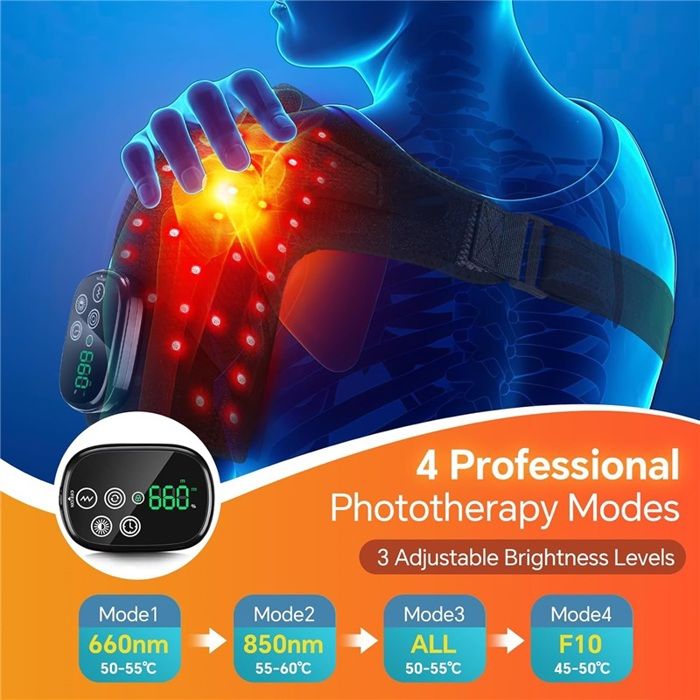 660
660
4 Professional
Phototherapy Modes
3 Adjustable Brightness Levels
Mode1
660nm
50-55℃
Mode2
850nm
55-60℃
Mode3
ALL
50-55℃
Mode4
F10
45-50℃